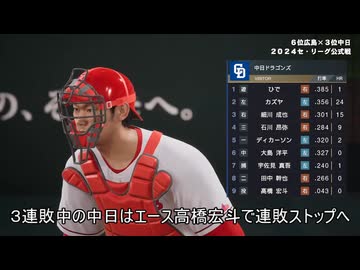 6位広島×3位中日
2024セ・リーグ公式戦
中日ドラゴンズ
VISITOR 打率 HR
1 遊 ひで 右 .385 1
2 左 カズヤ 左 .356 24
3 右 細川 成也 右 .301 15
4 三 石川 昂弥 右 .294 9
5 一 ディカーソン 左 .320 2
6 中 大島 洋平 左 .327 0
7 捕 宇佐見 真吾 左 .240 1
8 二 田中 幹也 右 .266 0
9 投 髙橋 宏斗 右 .043 0
3連敗中の中日はエース高橋宏斗で連敗ストップへ